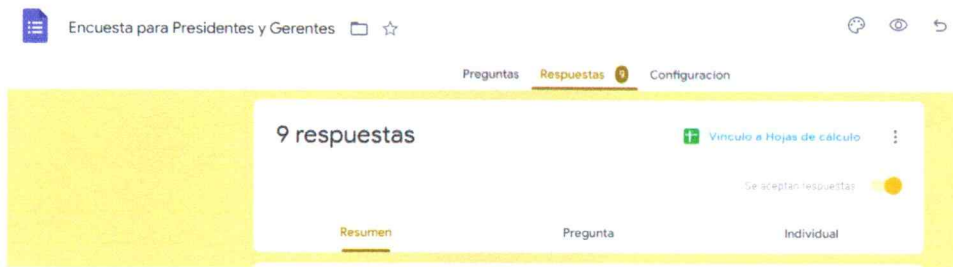 Encuesta para Presidentes y Gerentes
Preguntas Respuestas 9 Configuracion
9 respuestas
Vinculo a Hojas de cálculo
Se aceptan respuestas
Resumen Pregunta Individual